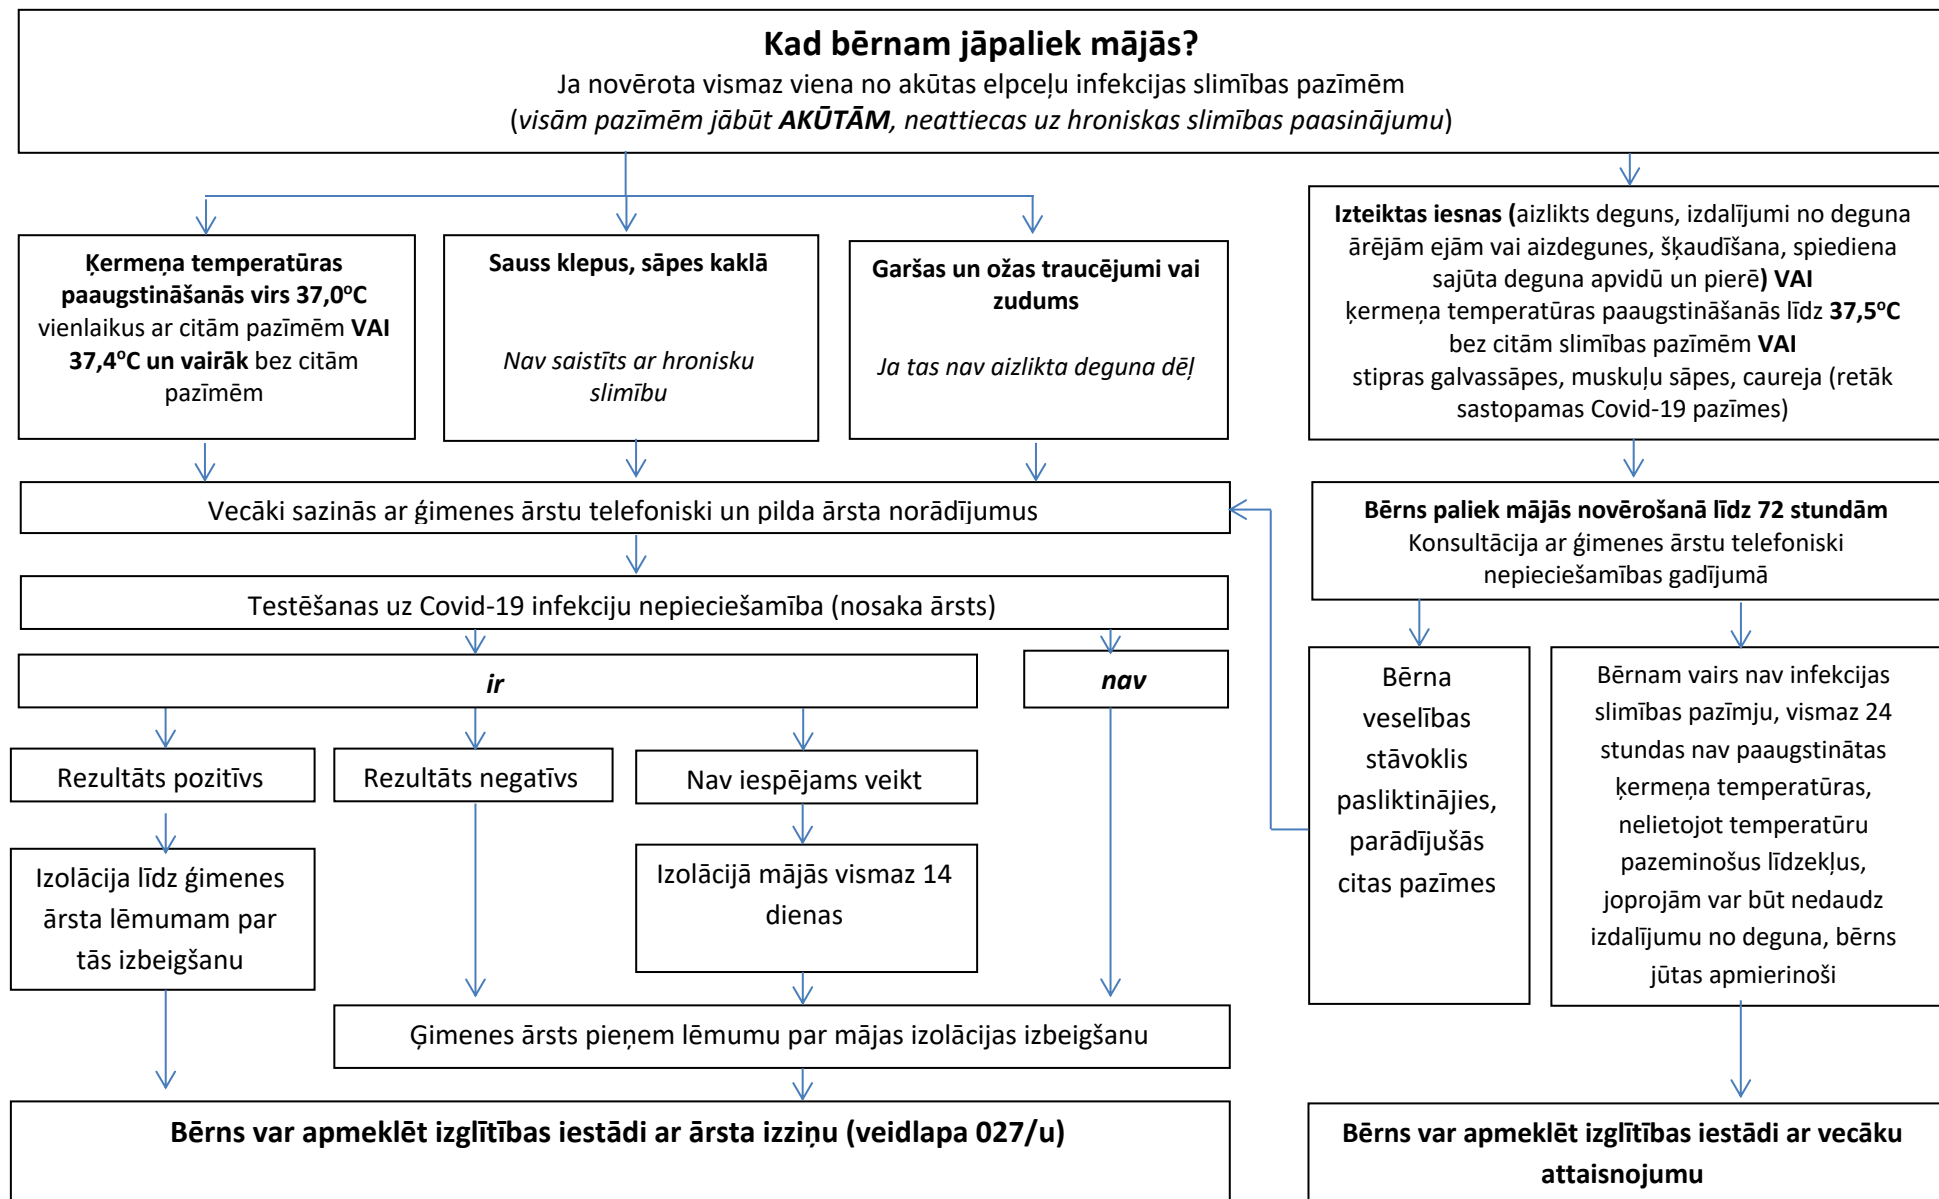 Kad bērnam jāpaliek mājās?
Ja novērota vismaz viena no akūtas elpceļu infekcijas slimības pazīmēm
(visām pazīmēm jābūt AKŪTĀM, neattiecas uz hroniskas slimības paasinājumu)
Ķermeņa temperatūras
paaugstināšanās virs 37,0°C
vienlaikus ar citām pazīmēm VAI
37,4°C un vairāk bez citām
pazīmēm
Sauss klepus, sāpes kaklā
Nav saistīts ar hronisku
slimību
Garšas un ožas traucējumi vai
zudums
Ja tas nav aizlikta deguna dēļ
Izteiktas iesnas (aizlikts deguns, izdalījumi no deguna
ārējām ejām vai aizdegunes, šķaudīšana, spiediena
sajūta deguna apvidū un pierē) VAI
ķermeņa temperatūras paaugstināšanās līdz 37,5°C
bez citām slimības pazīmēm VAI
stipras galvassāpes, muskuļu sāpes, caureja (retāk
sastopamas Covid-19 pazīmes)
Vecāki sazinās ar ģimenes ārstu telefoniski un pilda ārsta norādījumus
Bērns paliek mājās novērošanā līdz 72 stundām
Konsultācija ar ģimenes ārstu telefoniski
nepieciešamības gadījumā
Testēšanas uz Covid-19 infekciju nepieciešamība (nosaka ārsts)
ir
nav
Rezultāts pozitīvs
Rezultāts negatīvs
Nav iespējams veikt
Izolācija līdz ģimenes
ārsta lēmumam par
tās izbeigšanu
Izolācijā mājās vismaz 14
dienas
Bērna
veselības
stāvoklis
pasliktinājies,
parādījušās
citas pazīmes
Bērnam vairs nav infekcijas
slimības pazīmju, vismaz 24
stundas nav paaugstinātas
ķermeņa temperatūras,
nelietojot temperatūru
pazeminošus līdzekļus,
joprojām var būt nedaudz
izdalījumu no deguna, bērns
jūtas apmierinoši
Ģimenes ārsts pieņem lēmumu par mājas izolācijas izbeigšanu
Bērns var apmeklēt izglītības iestādi ar ārsta izziņu (veidlapa 027/u)
Bērns var apmeklēt izglītības iestādi ar vecāku
attaisnojumu